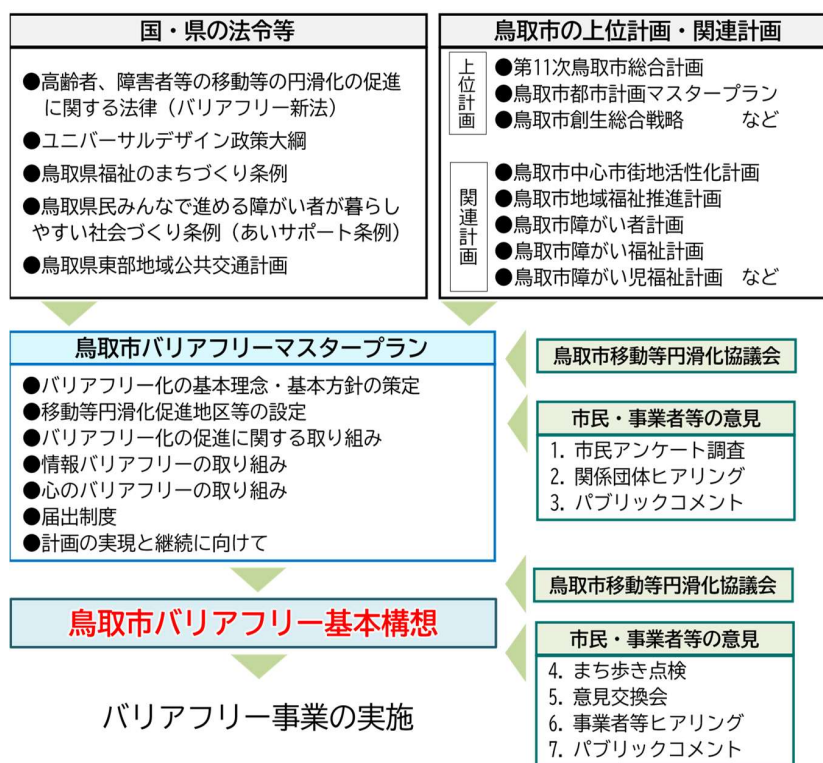 国・県の法令等
●高齢者、障害者等の移動等の円滑化の促進
に関する法律（バリアフリー新法）
●ユニバーサルデザイン政策大綱
●鳥取県福祉のまちづくり条例
●鳥取県民みんなで進める障がい者が暮らし
やすい社会づくり条例（あいサポート条例）
●鳥取県東部地域公共交通計画
鳥取市の上位計画・関連計画
上位計画
●第11次鳥取市総合計画
●鳥取市都市計画マスタープラン
●鳥取市創生総合戦略　など
関連計画
●鳥取市中心市街地活性化計画
●鳥取市地域福祉推進計画
●鳥取市障がい者計画
●鳥取市障がい福祉計画
●鳥取市障がい児福祉計画　など
鳥取市バリアフリーマスタープラン
●バリアフリー化の基本理念・基本方針の策定
●移動等円滑化促進地区等の設定
●バリアフリー化の促進に関する取り組み
●情報バリアフリーの取り組み
●心のバリアフリーの取り組み
●届出制度
●計画の実現と継続に向けて
鳥取市移動等円滑化協議会
市民・事業者等の意見
1. 市民アンケート調査
2. 関係団体ヒアリング
3. パブリックコメント
鳥取市バリアフリー基本構想
鳥取市移動等円滑化協議会
市民・事業者等の意見
4. まち歩き点検
5. 意見交換会
6. 事業者等ヒアリング
7. パブリックコメント
バリアフリー事業の実施